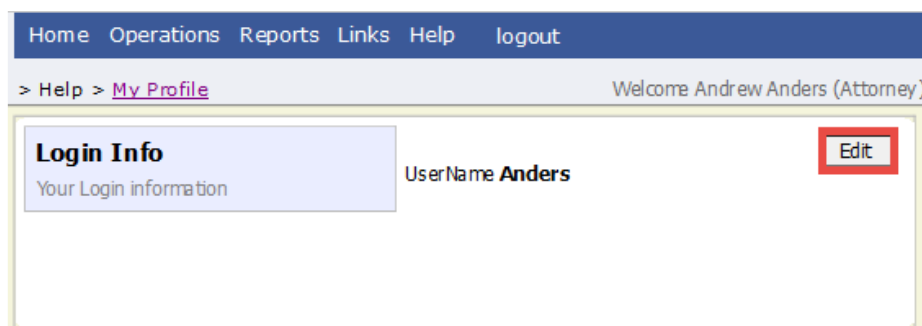 Home Operations Reports Links Help logout
> Help > My Profile Welcome Andrew Anders (Attorney)
Login Info Edit
UserName Anders
Your Login information